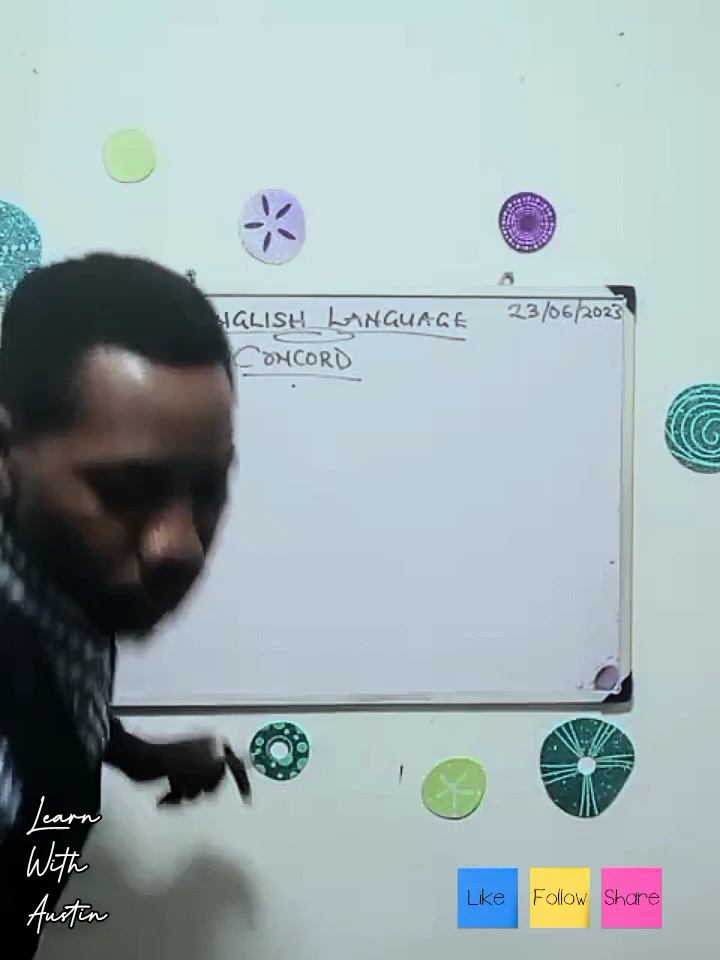 NGLISH LANGUAGE 23/06/2023
CONCORD
Learn
With
Austin
Like Follow Share